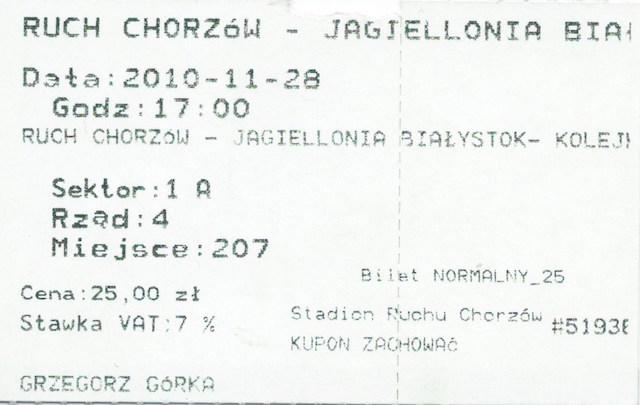 RUCH CHORZóW - JAGIELLONIA
Data:2010-11-28
Godz:17:00
RUCH CHORZóW - JAGIELLONIA BIAŁYSTOK-
Sektor:1 A
Rząd:4
Miejsce:207
Bilet NORMALNY_25
Cena:25,00 zł
Stadion Ruchu Chorzów
Stawka VAT:7 %
KUPON ZACHOWAć
GRZEGORZ GóRKA